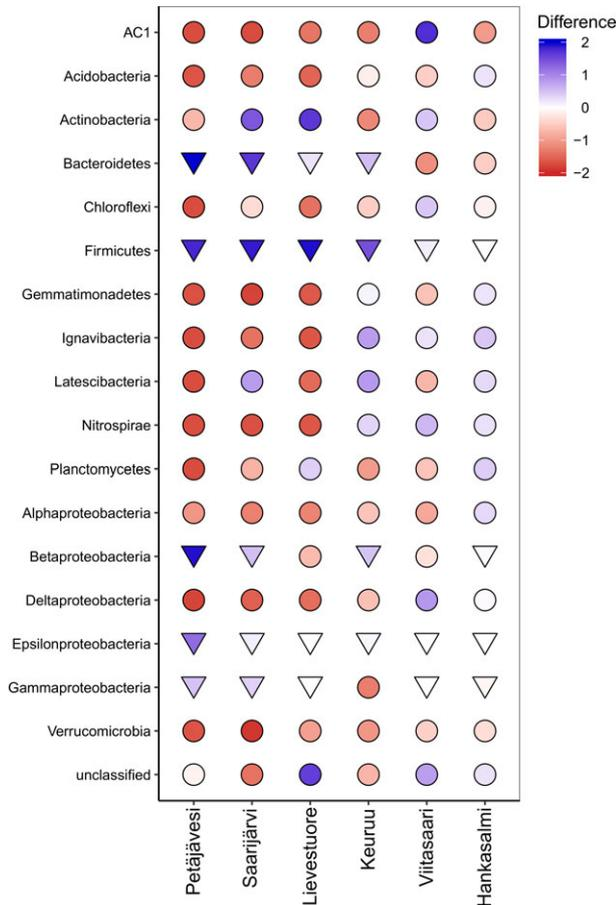 Difference
2
1
0
−1
−2
AC1
Acidobacteria
Actinobacteria
Bacteroidetes
Chloroflexi
Firmicutes
Gemmatimonadetes
Ignavibacteria
Latescibacteria
Nitrospirae
Planctomycetes
Alphaproteobacteria
Betaproteobacteria
Deltaproteobacteria
Epsilonproteobacteria
Gammaproteobacteria
Verrucomicrobia
unclassified
Petäjävesi
Saarijärvi
Lievestuore
Keuruu
Viitasaari
Hankasalmi